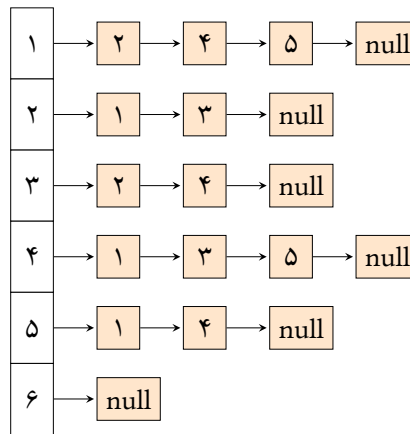 ۱ ۲ ۴ ۵ null
۲ ۱ ۳ null
۳ ۲ ۴ null
۴ ۱ ۳ ۵ null
۵ ۱ ۴ null
۶ null